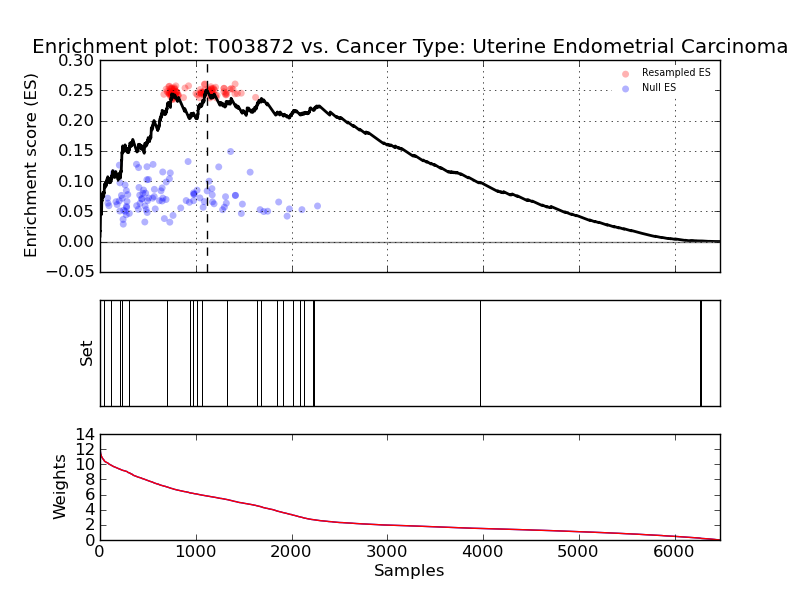 Enrichment plot: T003872 vs. Cancer Type: Uterine Endometrial Carcinoma
Enrichment score (ES)
0.30
0.25
0.20
0.15
0.10
0.05
0.00
−0.05
Resampled ES
Null ES
Set
Weights
14
12
10
8
6
4
2
0
0 1000 2000 3000 4000 5000 6000
Samples